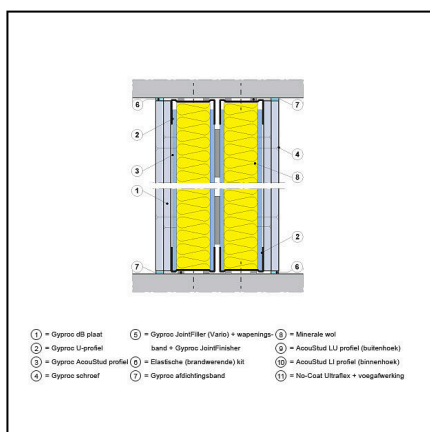 6
7
2
4
3
8
1
2
7
6
1 = Gyproc dB plaat
2 = Gyproc U-profiel
3 = Gyproc AcouStud profiel
4 = Gyproc schroef
5 = Gyproc JointFiller (Vario) + wapenings-
band + Gyproc JointFinisher
6 = Elastische (brandwerende) kit
7 = Gyproc afdichtingsband
8 = Minerale wol
9 = AcouStud LU profiel (buitenhoek)
10 = AcouStud LI profiel (binnenhoek)
11 = No-Coat Ultraflex + voegafwerking